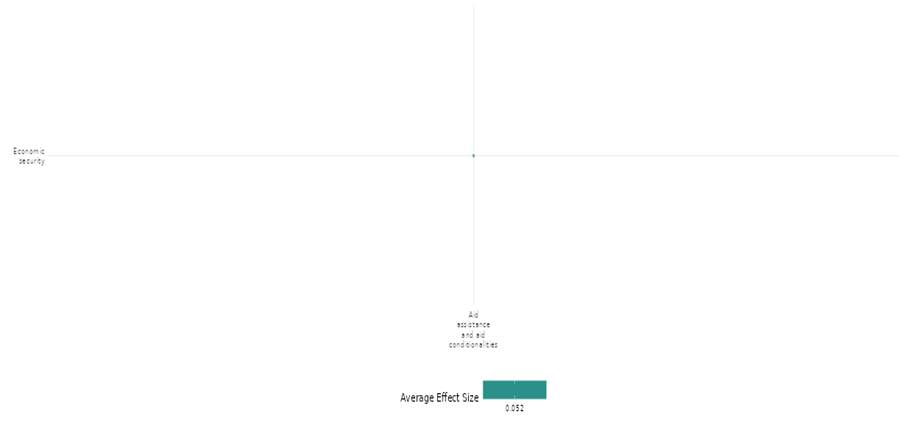 Economic
security
Aid
assistance
and aid
conditionalities
Average Effect Size
0.052